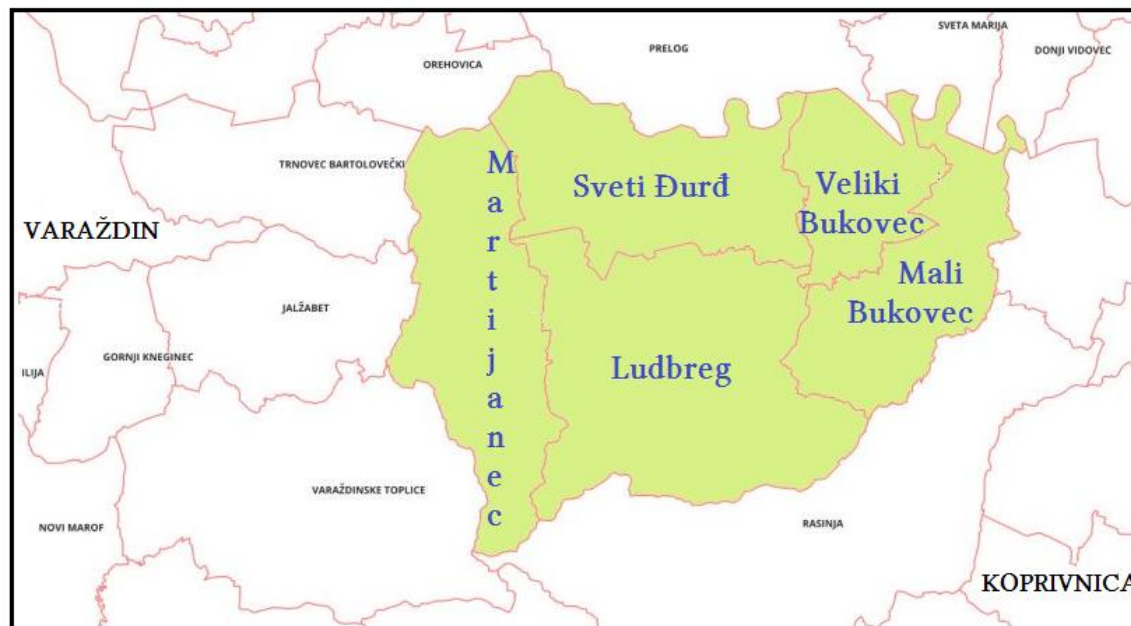 SVETA MARIJA
PRELOG
DONJI VIDOVEC
OREHOVICA
TRNOVEC BARTOLOVEČKI
Martijanec
Sveti Đurđ
Veliki
Bukovec
VARAŽDIN
Mali
Bukovec
JALŽABET
GORNJI KNEGINEC
ILIJA
Ludbreg
VARAŽDINSKE TOPLICE
NOVI MAROF
RASINJA
KOPRIVNICA